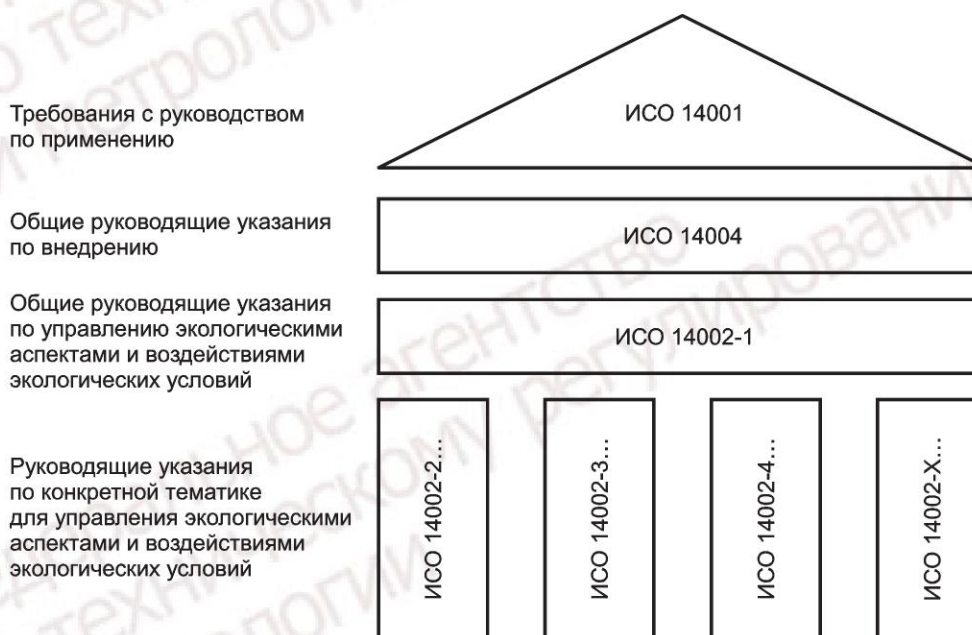 Требования с руководством
по применению
ИСО 14001
Общие руководящие указания
по внедрению
ИСО 14004
Общие руководящие указания
по управлению экологическими
аспектами и воздействиями
экологических условий
ИСО 14002-1
Руководящие указания
по конкретной тематике
для управления экологическими
аспектами и воздействиями
экологических условий
ИСО 14002-2...
ИСО 14002-3...
ИСО 14002-4...
ИСО 14002-X...